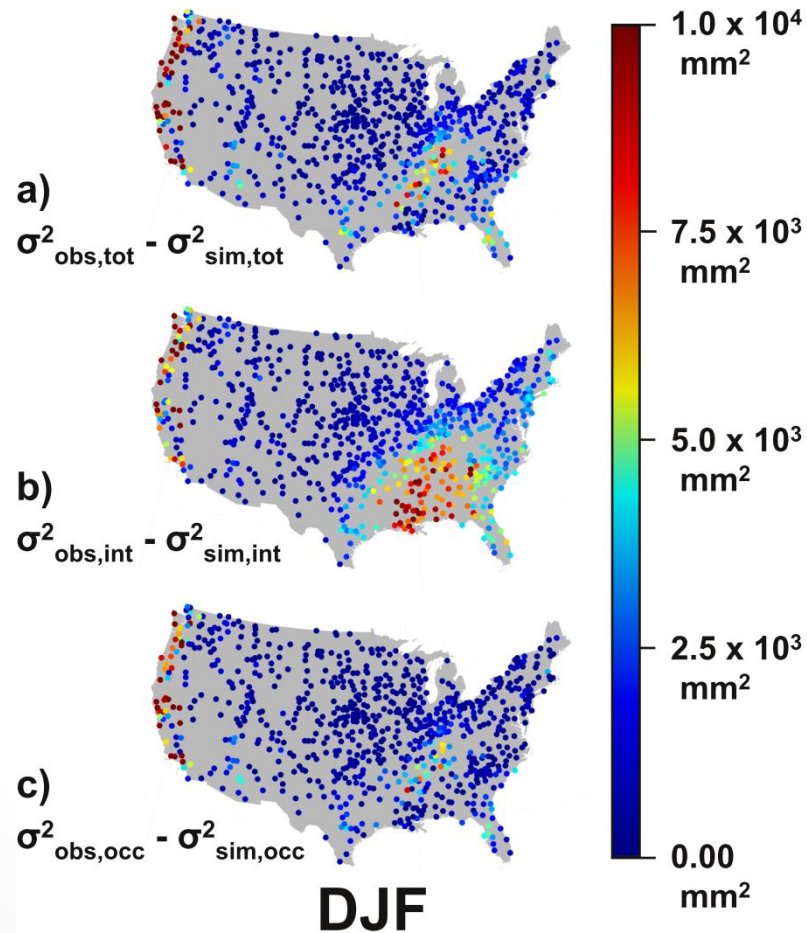 a)
σ²obs,tot - σ²sim,tot
b)
σ²obs,int - σ²sim,int
c)
σ²obs,occ - σ²sim,occ
DJF
1.0 x 10⁴
mm²
7.5 x 10³
mm²
5.0 x 10³
mm²
2.5 x 10³
mm²
0.00
mm²